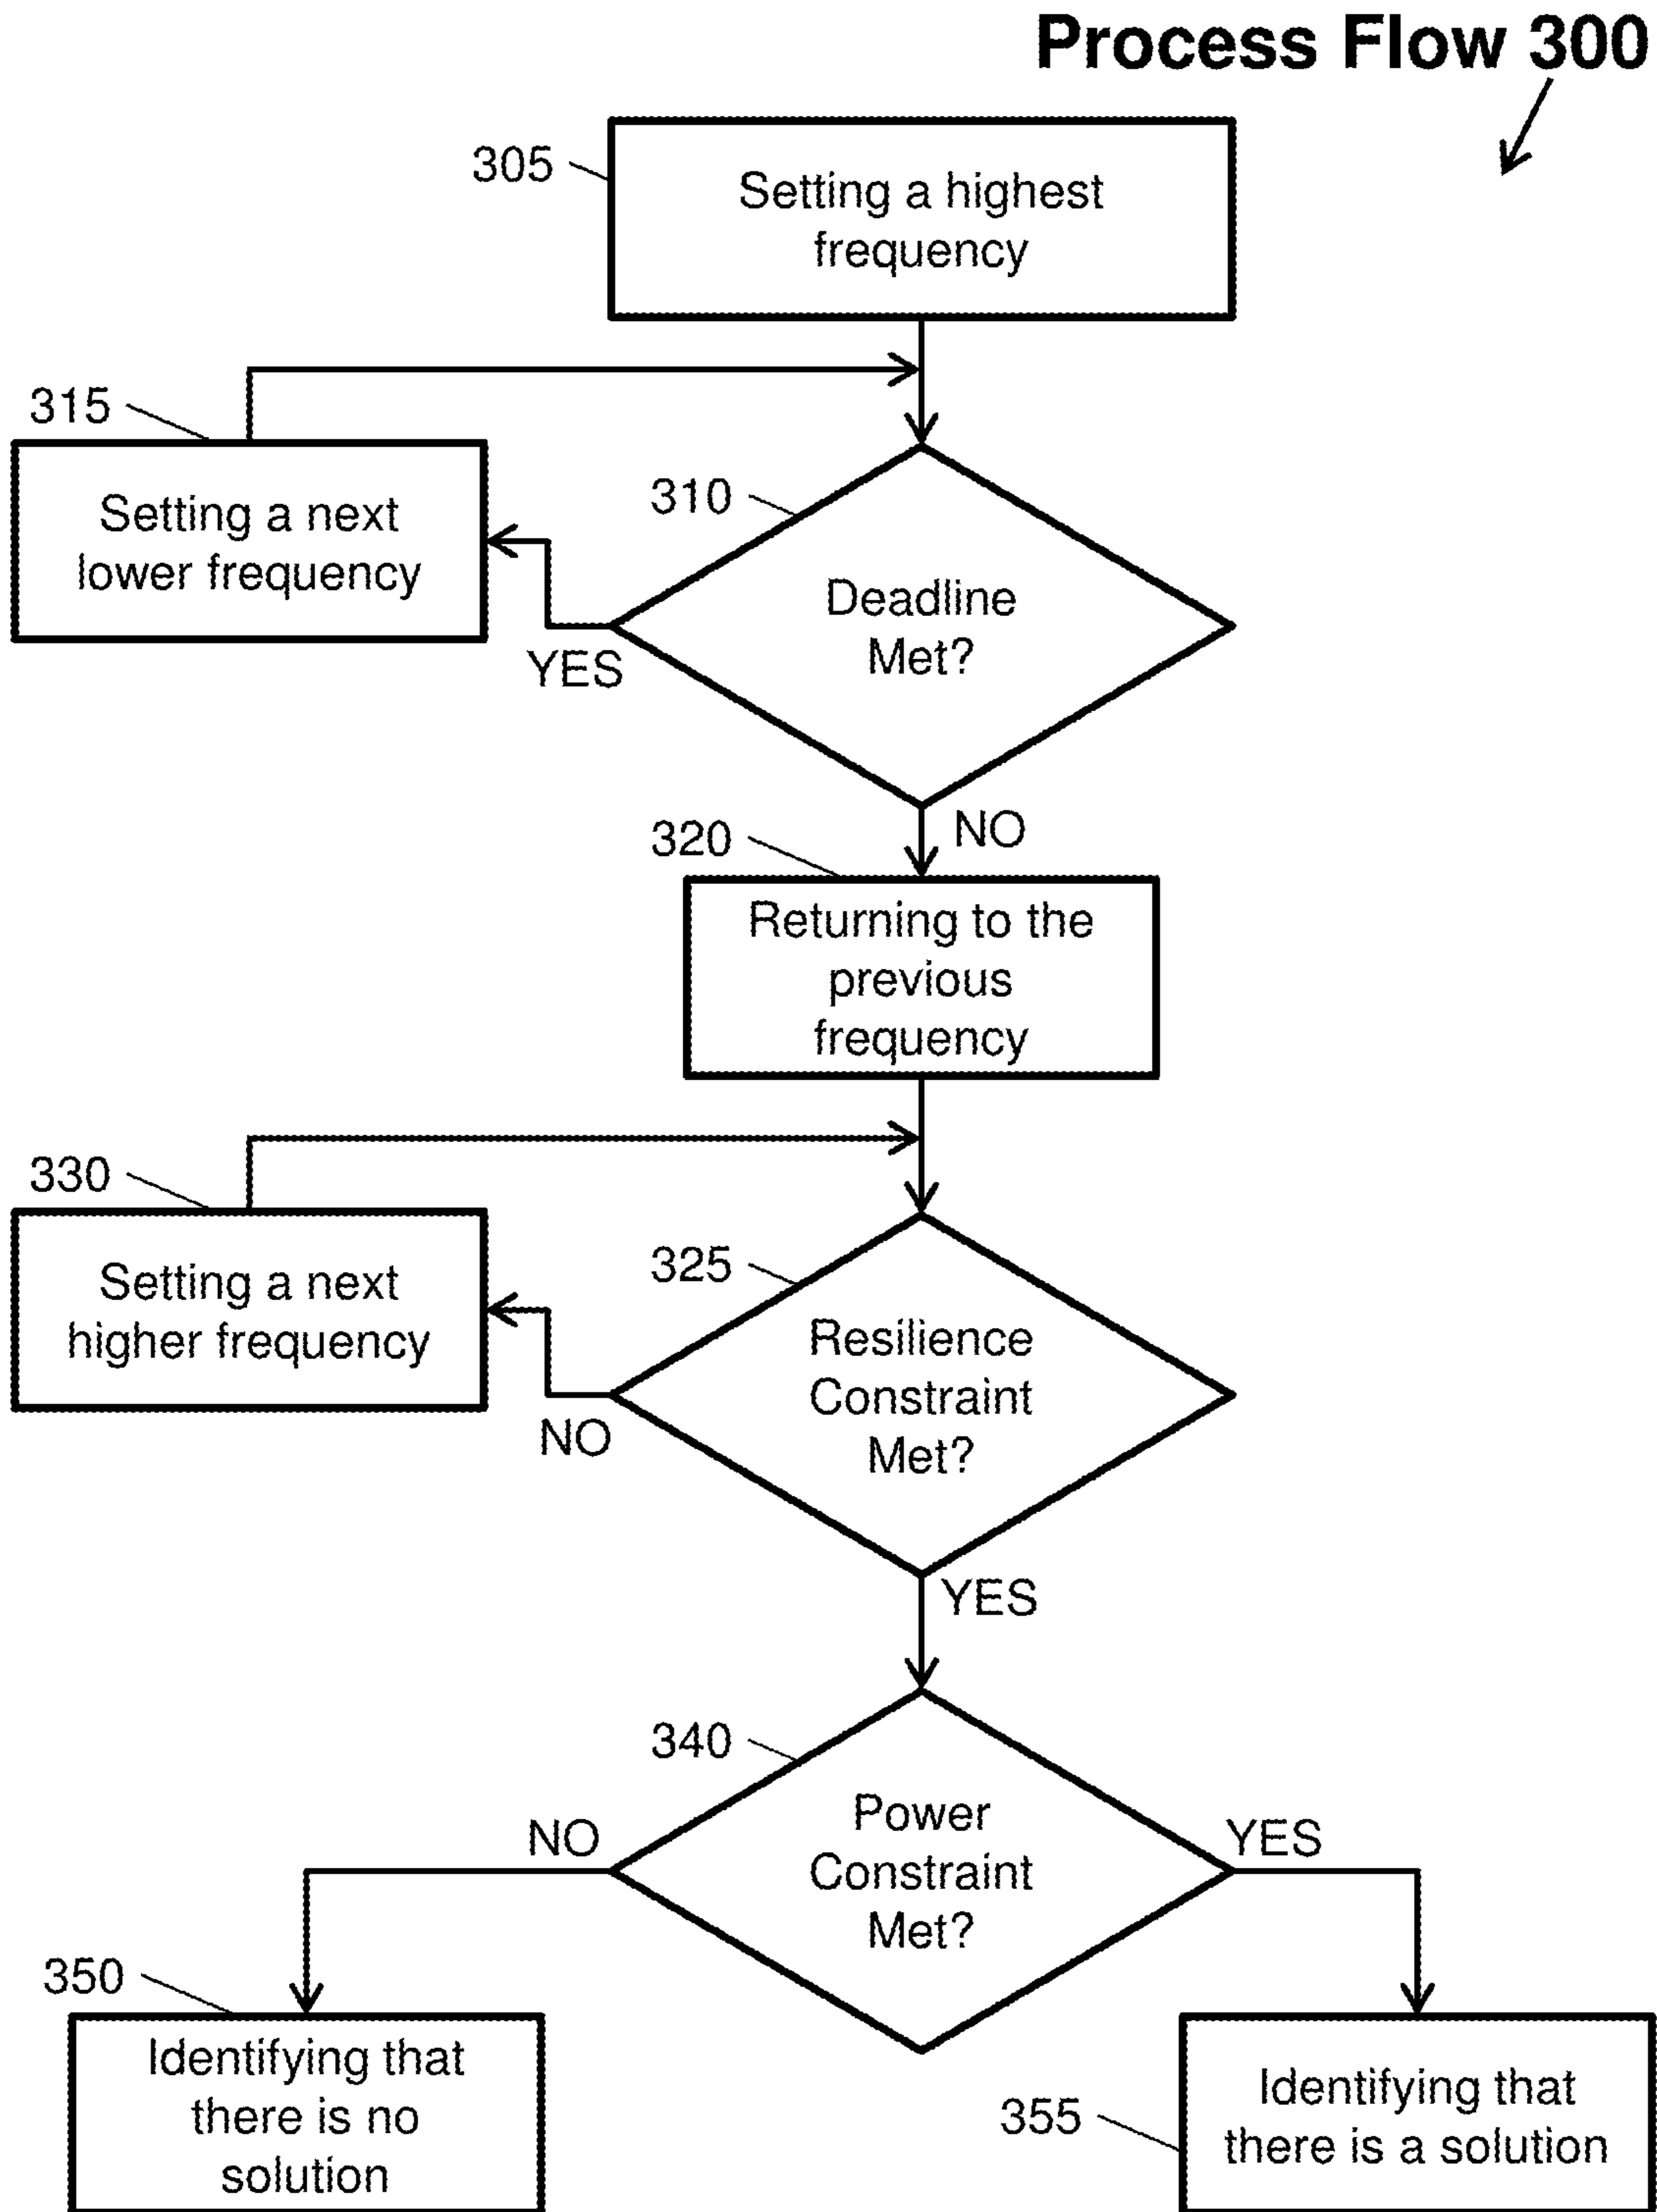 Process Flow 300
305
Setting a highest
frequency
315
Setting a next
lower frequency
310
Deadline
Met?
YES
NO
320
Returning to the
previous
frequency
330
Setting a next
higher frequency
325
Resilience
Constraint
Met?
NO
YES
340
Power
Constraint
Met?
NO
YES
350
Identifying that
there is no
solution
355
Identifying that
there is a solution